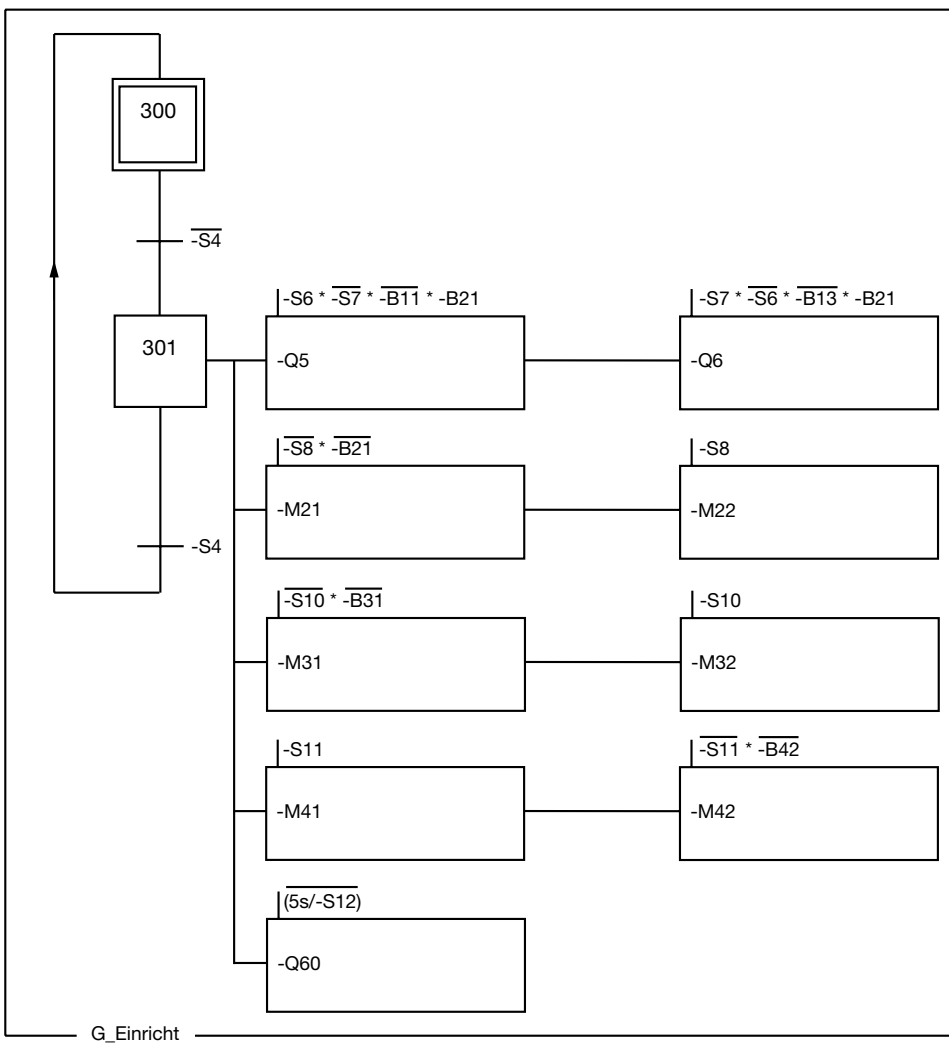 300
-S4
-S6 * -S7 * -B11 * -B21
-S7 * -S6 * -B13 * -B21
301
-Q5
-Q6
-S8 * -B21
-S8
-M21
-M22
-S4
-S10 * -B31
-S10
-M31
-M32
-S11
-S11 * -B42
-M41
-M42
(5s/-S12)
-Q60
G_Einricht